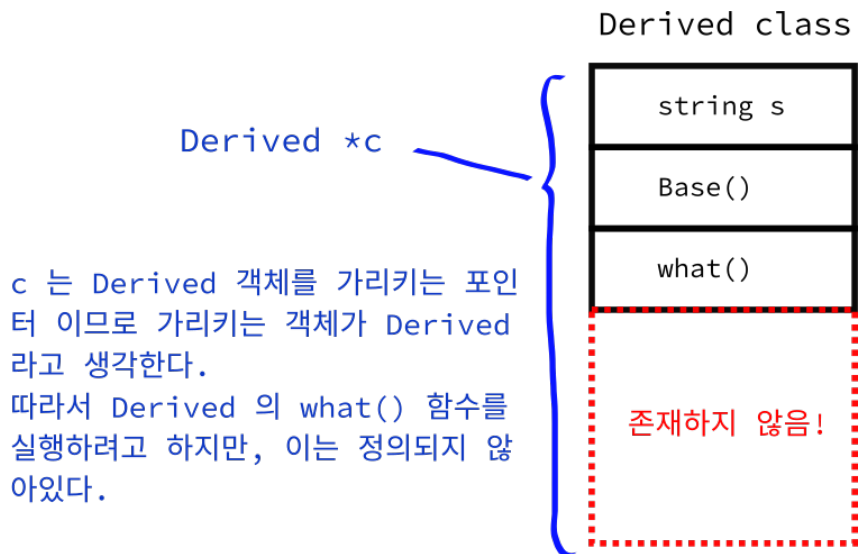 Derived class
string s
Derived *c
Base()
what()
c 는 Derived 객체를 가리키는 포인
터 이므로 가리키는 객체가 Derived
라고 생각한다.
따라서 Derived 의 what() 함수를
실행하려고 하지만, 이는 정의되지 않
아있다.
존재하지 않음!